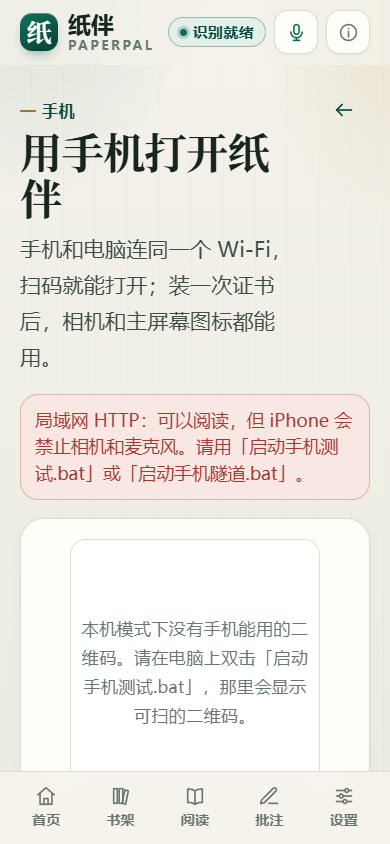 纸
纸伴
PAPERPAL
识别就绪
手机
用手机打开纸
伴
手机和电脑连同一个 Wi-Fi，
扫码就能打开；装一次证书
后，相机和主屏幕图标都能
用。
局域网 HTTP：可以阅读，但 iPhone 会
禁止相机和麦克风。请用「启动手机测
试.bat」或「启动手机隧道.bat」。
本机模式下没有手机能用的二
维码。请在电脑上双击「启动
手机测试.bat」，那里会显示
可扫的二维码。
首页
书架
阅读
批注
设置